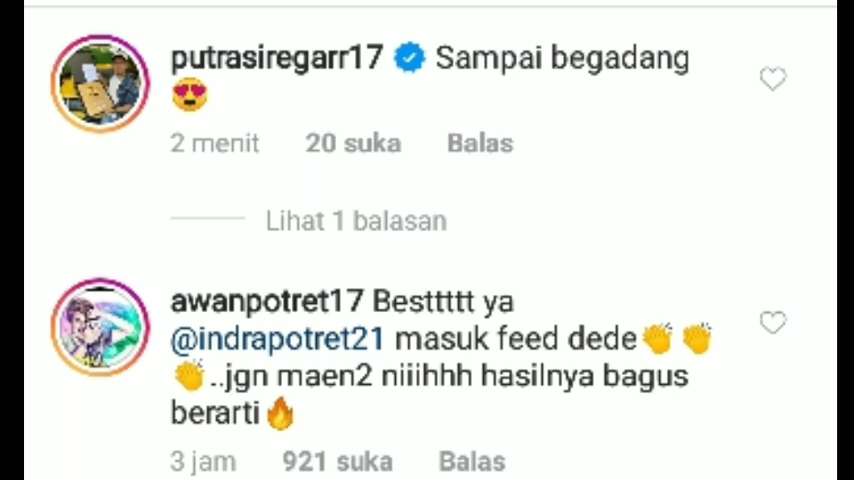 putrasiregarr17 Sampai begadang
😍
2 menit 20 suka Balas
Lihat 1 balasan
awanpotret17 Besttttt ya
@indrapotret21 masuk feed dede👏👏
👏..jgn maen2 niiihhh hasilnya bagus
berarti🔥
3 jam 921 suka Balas